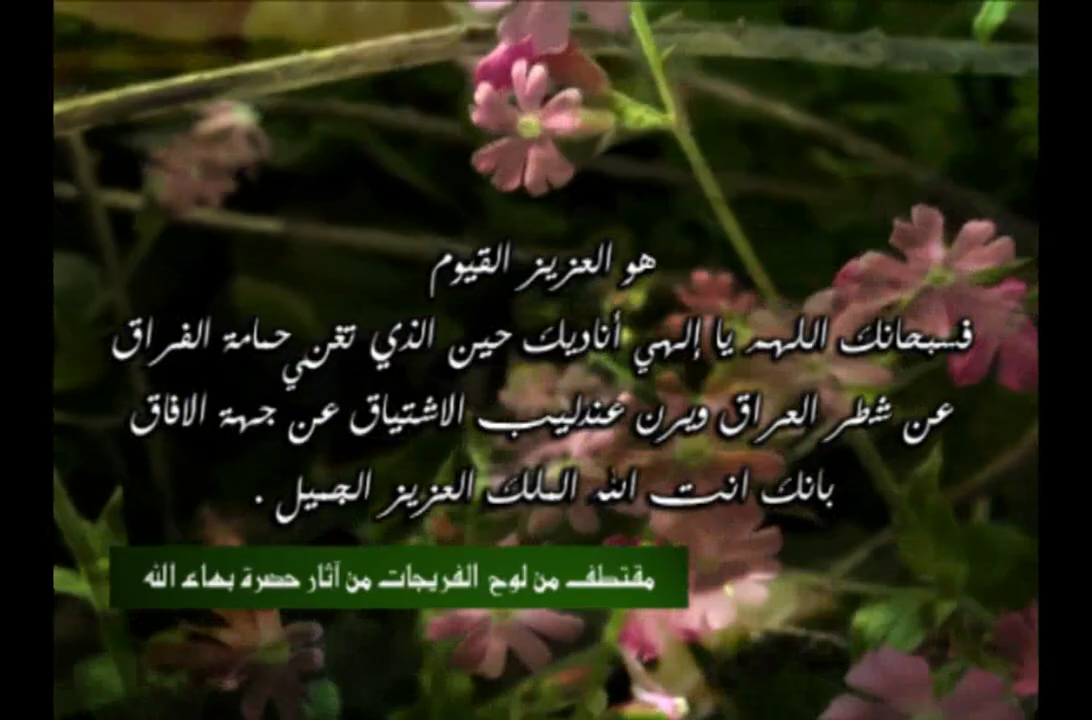 هو العزيز القيوم
فسبحانك اللهم يا إلهي أناديك حين الذي تغني حمامة الفراق
عن شطر العراق ويرن عندليب الاشتياق عن جهة الافاق
بانك انت الله الملك العزيز الجميل .
مقتطف من لوح الفريجات من آثار حضرة بهاء الله